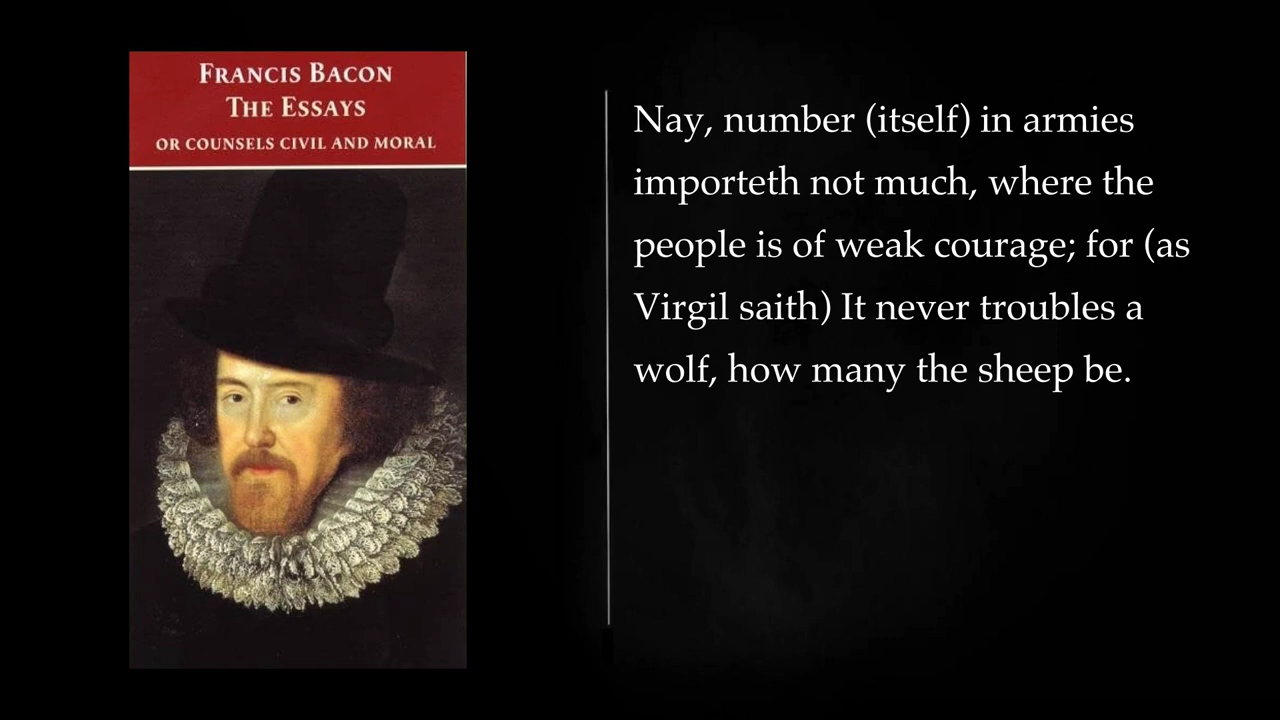 FRANCIS BACON
THE ESSAYS
OR COUNSELS CIVIL AND MORAL
Nay, number (itself) in armies
importeth not much, where the
people is of weak courage; for (as
Virgil saith) It never troubles a
wolf, how many the sheep be.